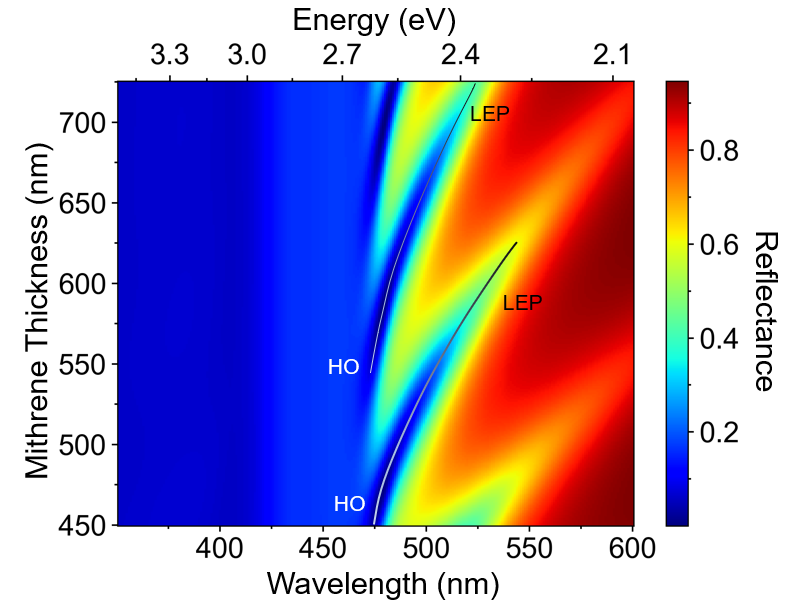 Energy (eV)
3.3 3.0 2.7 2.4 2.1
Mithrene Thickness (nm)
700
650
600
550
500
450
LEP
LEP
HO
HO
400 450 500 550 600
Wavelength (nm)
0.8
0.6
0.4
0.2
Reflectance